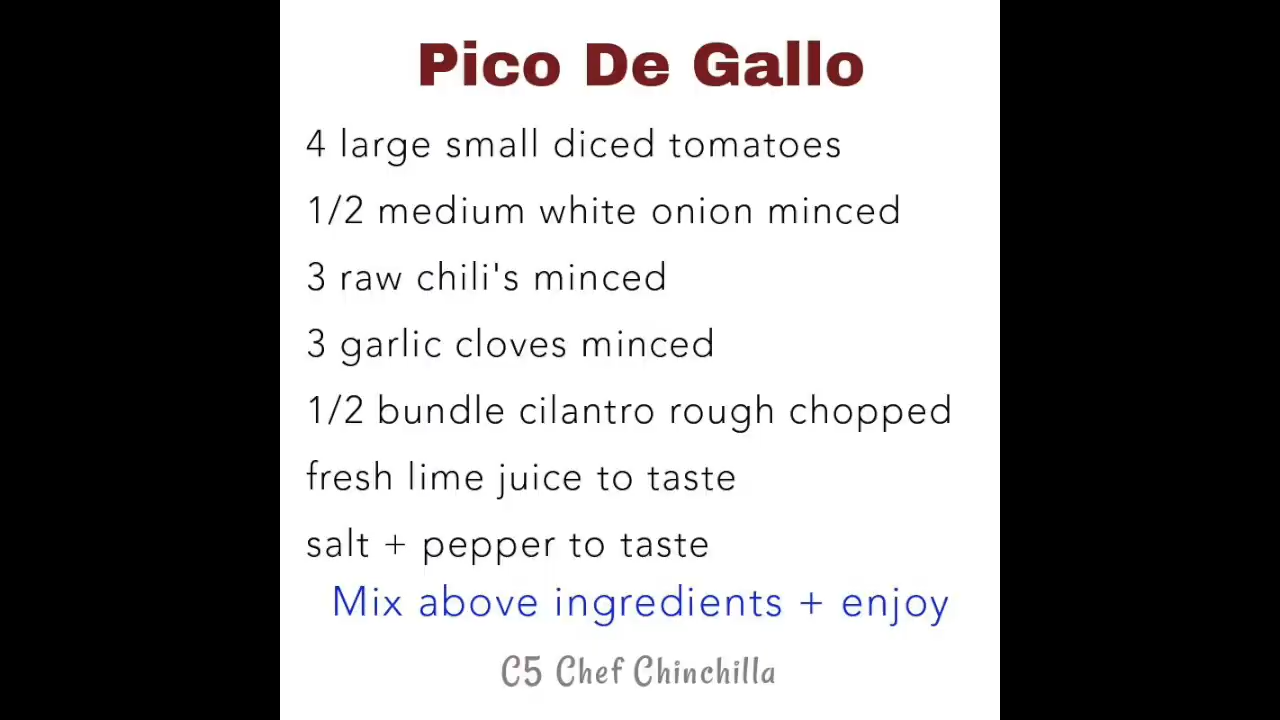 Pico De Gallo
4 large small diced tomatoes
1/2 medium white onion minced
3 raw chili's minced
3 garlic cloves minced
1/2 bundle cilantro rough chopped
fresh lime juice to taste
salt + pepper to taste
Mix above ingredients + enjoy
C5 Chef Chinchilla